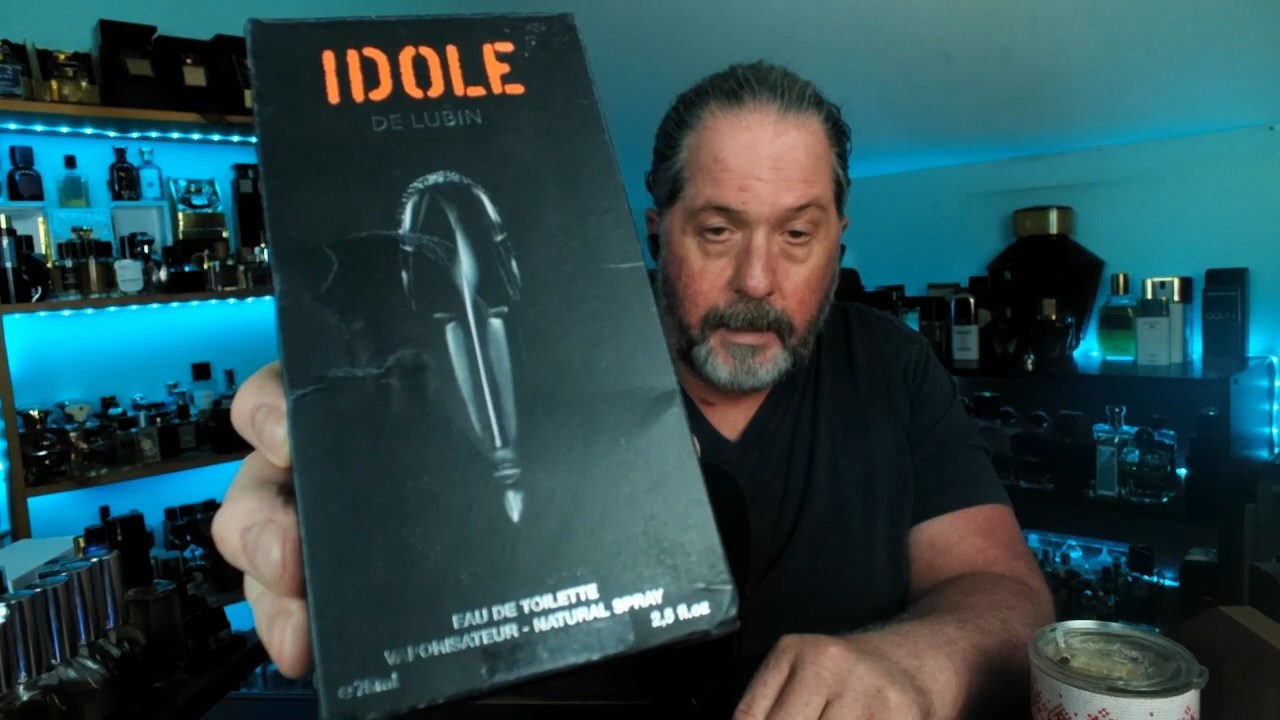 IDOLE
DE LUBIN
EAU DE TOILETTE
VAPORISATEUR - NATURAL SPRAY
e 75ml 2,5 fl.oz